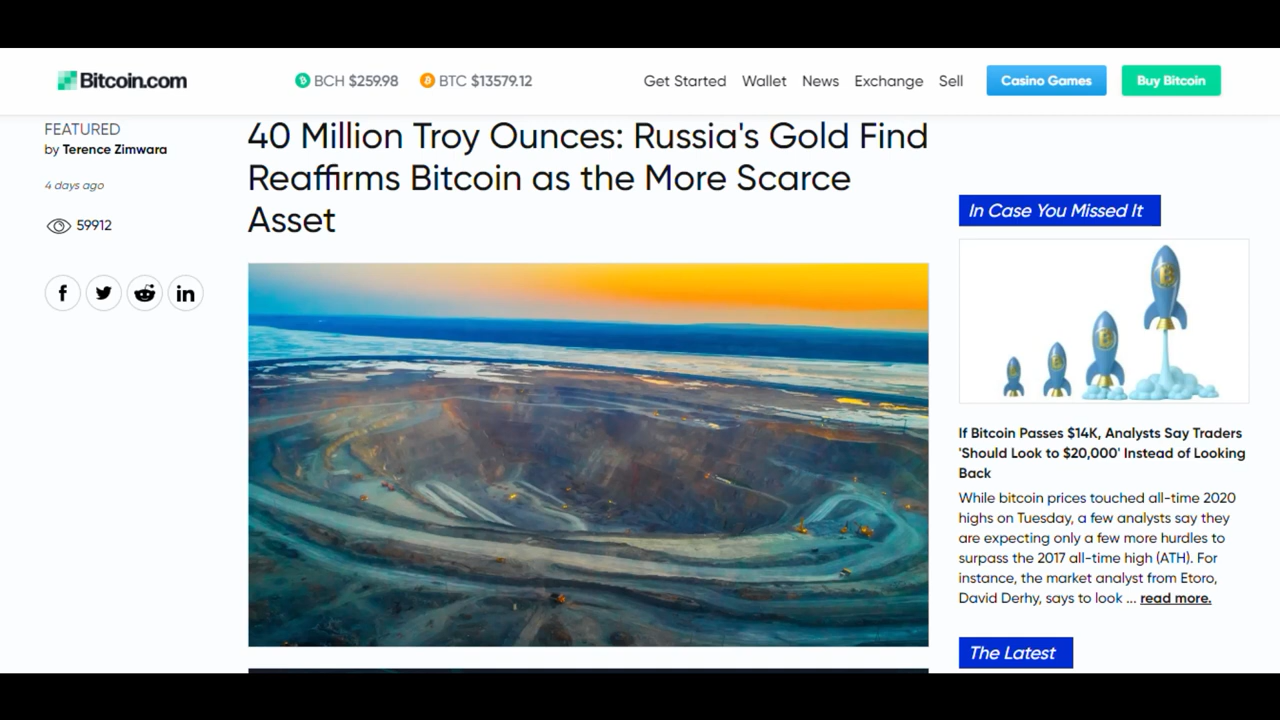 Bitcoin.com
BCH $259.98 BTC $13579.12
Get Started Wallet News Exchange Sell Casino Games Buy Bitcoin
FEATURED
by Terence Zimwara
4 days ago
59912
40 Million Troy Ounces: Russia's Gold Find
Reaffirms Bitcoin as the More Scarce
Asset
In Case You Missed It
If Bitcoin Passes $14K, Analysts Say Traders
'Should Look to $20,000' Instead of Looking
Back
While bitcoin prices touched all-time 2020
highs on Tuesday, a few analysts say they
are expecting only a few more hurdles to
surpass the 2017 all-time high (ATH). For
instance, the market analyst from Etoro,
David Derhy, says to look ... read more.
The Latest